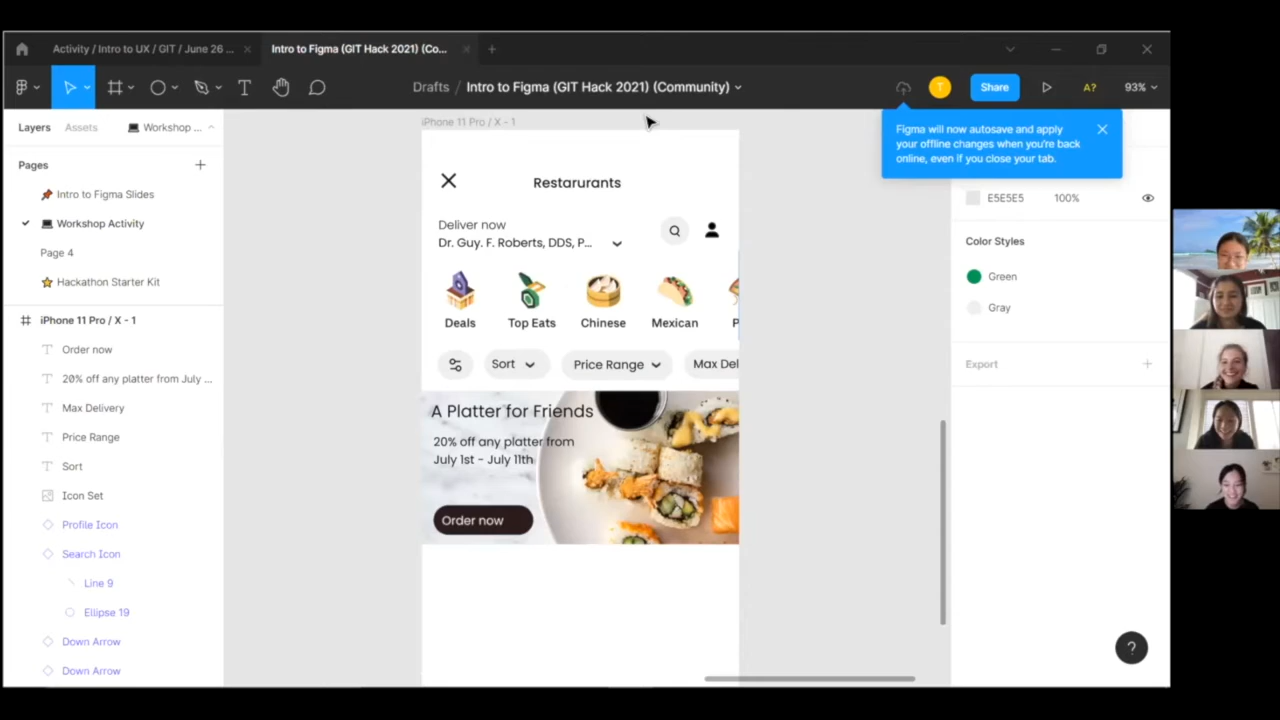 Activity / Intro to UX / GIT / June 26 ...
Intro to Figma (GIT Hack 2021) (Co...
Drafts / Intro to Figma (GIT Hack 2021) (Community)
T
Share
A?
93%
Layers
Assets
Workshop ...
Pages
Intro to Figma Slides
Workshop Activity
Page 4
Hackathon Starter Kit
iPhone 11 Pro / X - 1
Order now
20% off any platter from July ...
Max Delivery
Price Range
Sort
Icon Set
Profile Icon
Search Icon
Line 9
Ellipse 19
Down Arrow
Down Arrow
iPhone 11 Pro / X - 1
Restarurants
Deliver now
Dr. Guy. F. Roberts, DDS, P...
Deals
Top Eats
Chinese
Mexican
P
Sort
Price Range
Max Del
A Platter for Friends
20% off any platter from
July 1st - July 11th
Order now
Figma will now autosave and apply
your offline changes when you're back
online, even if you close your tab.
E5E5E5
100%
Color Styles
Green
Gray
Export
?